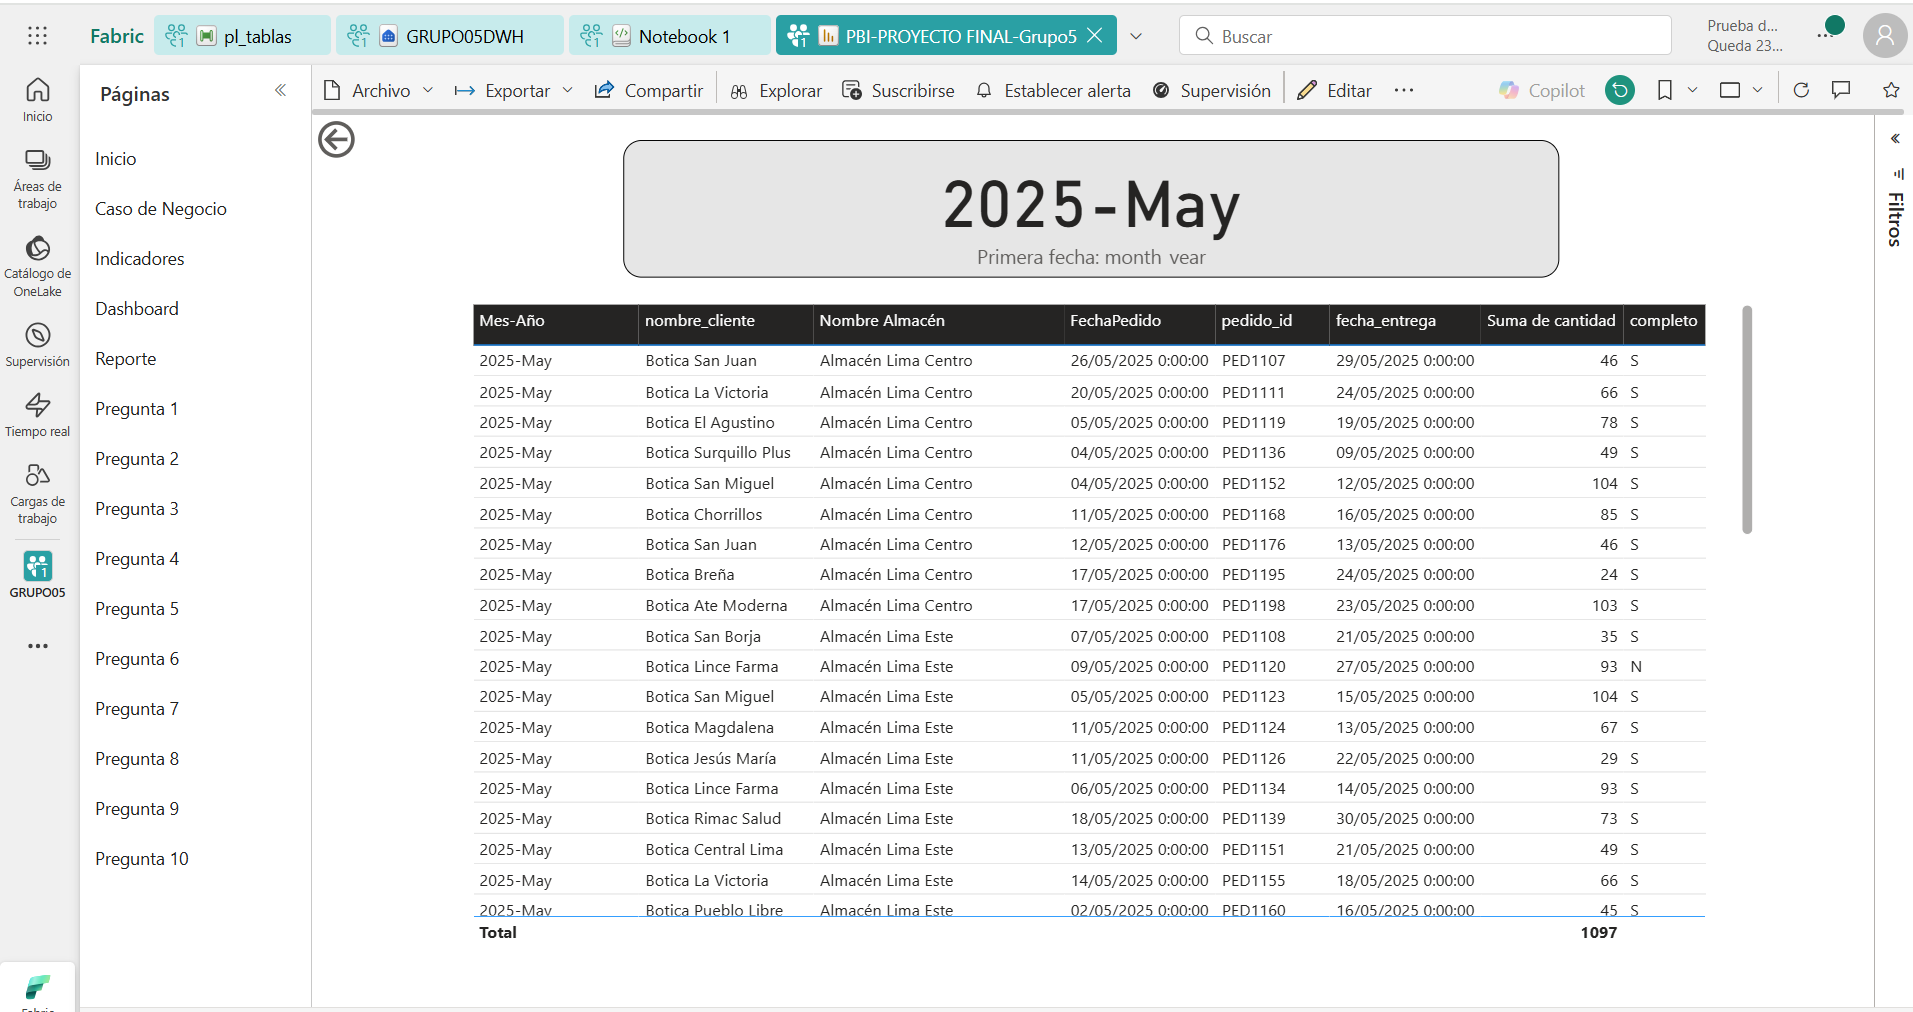 Fabric
pl_tablas
GRUPO05DWH
Notebook 1
PBI-PROYECTO FINAL-Grupo5
Buscar
Prueba d...
Queda 23...
Inicio
Áreas de
trabajo
Catálogo de
OneLake
Supervisión
Tiempo real
Cargas de
trabajo
1
GRUPO05
Páginas
Inicio
Caso de Negocio
Indicadores
Dashboard
Reporte
Pregunta 1
Pregunta 2
Pregunta 3
Pregunta 4
Pregunta 5
Pregunta 6
Pregunta 7
Pregunta 8
Pregunta 9
Pregunta 10
Archivo
Exportar
Compartir
Explorar
Suscribirse
Establecer alerta
Supervisión
Editar
Copilot
Filtros
2025-May
Primera fecha: month year
Mes-Año nombre_cliente Nombre Almacén FechaPedido pedido_id fecha_entrega Suma de cantidad completo
2025-May Botica San Juan Almacén Lima Centro 26/05/2025 0:00:00 PED1107 29/05/2025 0:00:00 46 S
2025-May Botica La Victoria Almacén Lima Centro 20/05/2025 0:00:00 PED1111 24/05/2025 0:00:00 66 S
2025-May Botica El Agustino Almacén Lima Centro 05/05/2025 0:00:00 PED1119 19/05/2025 0:00:00 78 S
2025-May Botica Surquillo Plus Almacén Lima Centro 04/05/2025 0:00:00 PED1136 09/05/2025 0:00:00 49 S
2025-May Botica San Miguel Almacén Lima Centro 04/05/2025 0:00:00 PED1152 12/05/2025 0:00:00 104 S
2025-May Botica Chorrillos Almacén Lima Centro 11/05/2025 0:00:00 PED1168 16/05/2025 0:00:00 85 S
2025-May Botica San Juan Almacén Lima Centro 12/05/2025 0:00:00 PED1176 13/05/2025 0:00:00 46 S
2025-May Botica Breña Almacén Lima Centro 17/05/2025 0:00:00 PED1195 24/05/2025 0:00:00 24 S
2025-May Botica Ate Moderna Almacén Lima Centro 17/05/2025 0:00:00 PED1198 23/05/2025 0:00:00 103 S
2025-May Botica San Borja Almacén Lima Este 07/05/2025 0:00:00 PED1108 21/05/2025 0:00:00 35 S
2025-May Botica Lince Farma Almacén Lima Este 09/05/2025 0:00:00 PED1120 27/05/2025 0:00:00 93 N
2025-May Botica San Miguel Almacén Lima Este 05/05/2025 0:00:00 PED1123 15/05/2025 0:00:00 104 S
2025-May Botica Magdalena Almacén Lima Este 11/05/2025 0:00:00 PED1124 13/05/2025 0:00:00 67 S
2025-May Botica Jesús María Almacén Lima Este 11/05/2025 0:00:00 PED1126 22/05/2025 0:00:00 29 S
2025-May Botica Lince Farma Almacén Lima Este 06/05/2025 0:00:00 PED1134 14/05/2025 0:00:00 93 S
2025-May Botica Rimac Salud Almacén Lima Este 18/05/2025 0:00:00 PED1139 30/05/2025 0:00:00 73 S
2025-May Botica Central Lima Almacén Lima Este 13/05/2025 0:00:00 PED1151 21/05/2025 0:00:00 49 S
2025-May Botica La Victoria Almacén Lima Este 14/05/2025 0:00:00 PED1155 18/05/2025 0:00:00 66 S
2025-May Botica Pueblo Libre Almacén Lima Este 02/05/2025 0:00:00 PED1160 16/05/2025 0:00:00 45 S
Total 1097
Fabric